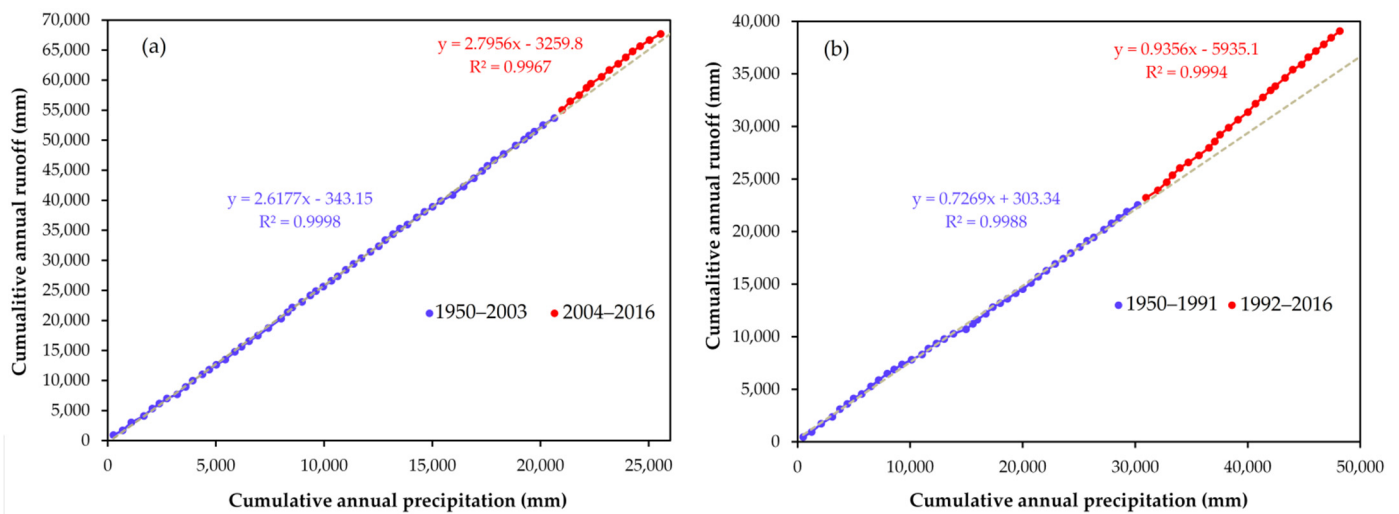 (a)
y = 2.7956x - 3259.8
R² = 0.9967
y = 2.6177x - 343.15
R² = 0.9998
1950–2003
2004–2016
70,000
65,000
60,000
55,000
50,000
45,000
40,000
35,000
30,000
25,000
20,000
15,000
10,000
5,000
0
Cumualitive annual runoff (mm)
0 5,000 10,000 15,000 20,000 25,000
Cumulative annual precipitation (mm)
(b)
y = 0.9356x - 5935.1
R² = 0.9994
y = 0.7269x + 303.34
R² = 0.9988
1950–1991
1992–2016
40,000
35,000
30,000
25,000
20,000
15,000
10,000
5,000
0
Cumualitive annual runoff (mm)
0 10,000 20,000 30,000 40,000 50,000
Cumulative annual precipitation (mm)